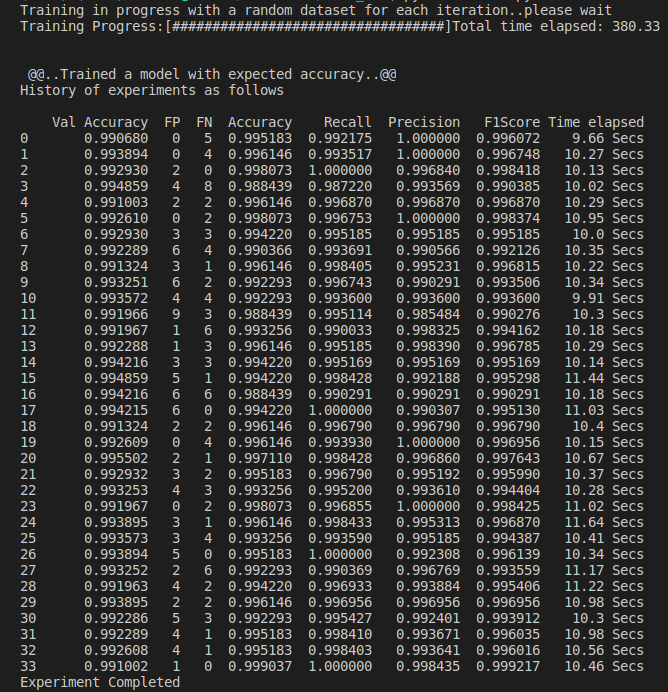 Training in progress with a random dataset for each iteration..please wait
Training Progress:[##################################]Total time elapsed: 380.33
@@..Trained a model with expected accuracy..@@
History of experiments as follows
Val Accuracy FP FN Accuracy Recall Precision F1Score Time elapsed
0 0.990680 0 5 0.995183 0.992175 1.000000 0.996072 9.66 Secs
1 0.993894 0 4 0.996146 0.993517 1.000000 0.996748 10.27 Secs
2 0.992930 2 0 0.998073 1.000000 0.996840 0.998418 10.13 Secs
3 0.994859 4 8 0.988439 0.987220 0.993569 0.990385 10.02 Secs
4 0.991003 2 2 0.996146 0.996870 0.996870 0.996870 10.29 Secs
5 0.992610 0 2 0.998073 0.996753 1.000000 0.998374 10.95 Secs
6 0.992930 3 3 0.994220 0.995185 0.995185 0.995185 10.0 Secs
7 0.992289 6 4 0.990366 0.993691 0.990566 0.992126 10.35 Secs
8 0.991324 3 1 0.996146 0.998405 0.995231 0.996815 10.22 Secs
9 0.993251 6 2 0.992293 0.996743 0.990291 0.993506 10.34 Secs
10 0.993572 4 4 0.992293 0.993600 0.993600 0.993600 9.91 Secs
11 0.991966 9 3 0.988439 0.995114 0.985484 0.990276 10.3 Secs
12 0.991967 1 6 0.993256 0.990033 0.998325 0.994162 10.18 Secs
13 0.992288 1 3 0.996146 0.995185 0.998390 0.996785 10.29 Secs
14 0.994216 3 3 0.994220 0.995169 0.995169 0.995169 10.14 Secs
15 0.994859 5 1 0.994220 0.998428 0.992188 0.995298 11.44 Secs
16 0.994216 6 6 0.988439 0.990291 0.990291 0.990291 10.18 Secs
17 0.994215 6 0 0.994220 1.000000 0.990307 0.995130 11.03 Secs
18 0.991324 2 2 0.996146 0.996790 0.996790 0.996790 10.4 Secs
19 0.992609 0 4 0.996146 0.993930 1.000000 0.996956 10.15 Secs
20 0.995502 2 1 0.997110 0.998428 0.996860 0.997643 10.67 Secs
21 0.992932 3 2 0.995183 0.996790 0.995192 0.995990 10.37 Secs
22 0.993253 4 3 0.993256 0.995200 0.993610 0.994404 10.28 Secs
23 0.991967 0 2 0.998073 0.996855 1.000000 0.998425 11.02 Secs
24 0.993895 3 1 0.996146 0.998433 0.995313 0.996870 11.64 Secs
25 0.993573 3 4 0.993256 0.993590 0.995185 0.994387 10.41 Secs
26 0.993894 5 0 0.995183 1.000000 0.992308 0.996139 10.34 Secs
27 0.993252 2 6 0.992293 0.990369 0.996769 0.993559 11.17 Secs
28 0.991963 4 2 0.994220 0.996933 0.993884 0.995406 11.22 Secs
29 0.993895 2 2 0.996146 0.996956 0.996956 0.996956 10.98 Secs
30 0.992286 5 3 0.992293 0.995427 0.992401 0.993912 10.3 Secs
31 0.992289 4 1 0.995183 0.998410 0.993671 0.996035 10.98 Secs
32 0.992608 4 1 0.995183 0.998403 0.993641 0.996016 10.56 Secs
33 0.991002 1 0 0.999037 1.000000 0.998435 0.999217 10.46 Secs
Experiment Completed